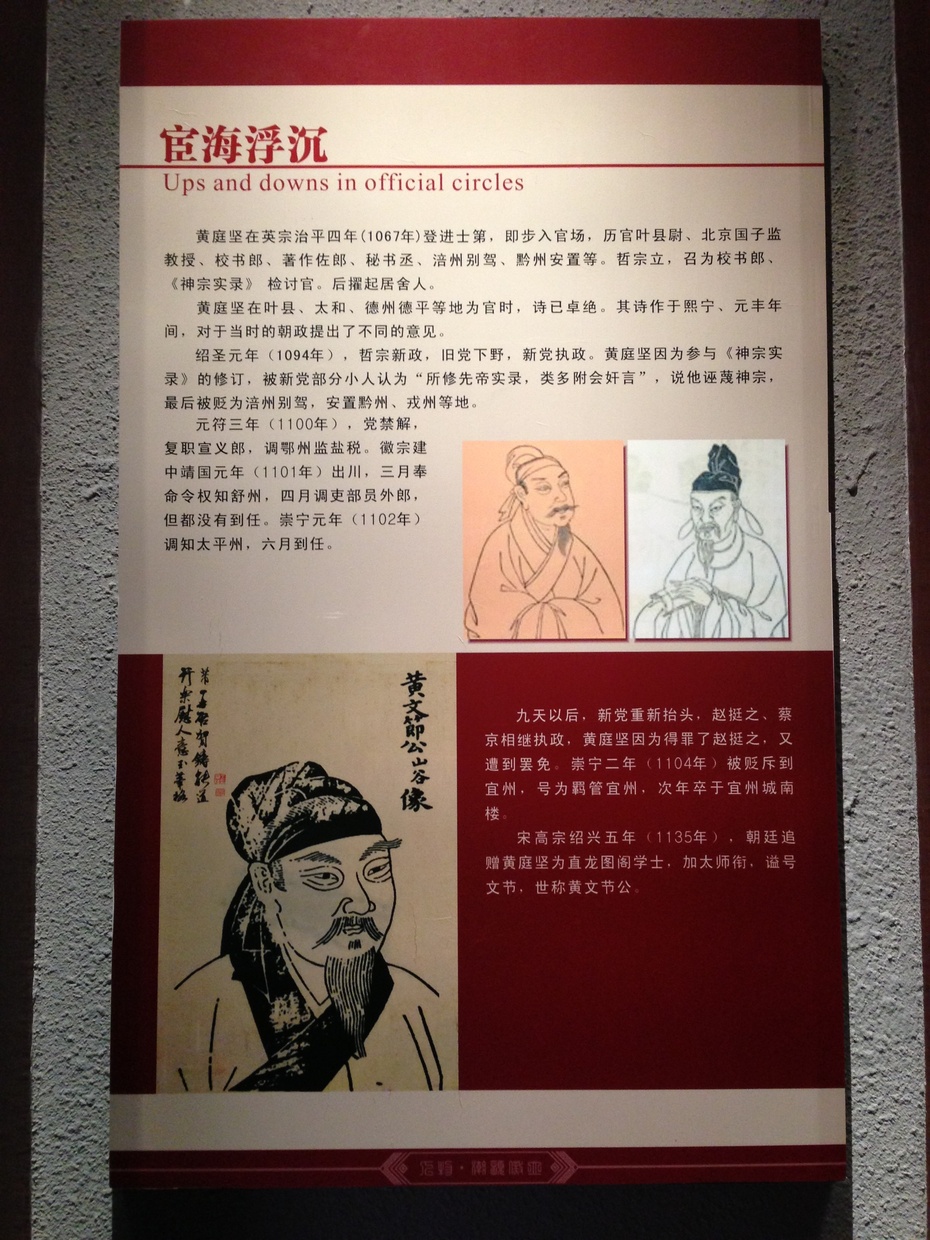 宦海浮沉
Ups and downs in official circles
黄庭坚在英宗治平四年(1067年)登进士第，即步入官场，历官叶县尉、北京国子监
教授、校书郎、著作佐郎、秘书丞、涪州别驾、黔州安置等。哲宗立，召为校书郎、
《神宗实录》 检讨官。后擢起居舍人。
黄庭坚在叶县、太和、德州德平等地为官时，诗已卓绝。其诗作于熙宁、元丰年
间，对于当时的朝政提出了不同的意见。
绍圣元年（1094年），哲宗新政，旧党下野，新党执政。黄庭坚因为参与《神宗实
录》的修订，被新党部分小人认为“所修先帝实录，类多附会奸言”，说他诬蔑神宗，
最后被贬为涪州别驾，安置黔州、戎州等地。
元符三年（1100年），党禁解，
复职宣义郎，调鄂州监盐税。徽宗建
中靖国元年（1101年）出川，三月奉
命令权知舒州，四月调吏部员外郎，
但都没有到任。崇宁元年（1102年）
调知太平州，六月到任。
黄文节公山谷像
九天以后，新党重新抬头，赵挺之、蔡
京相继执政，黄庭坚因为得罪了赵挺之，又
遭到罢免。崇宁二年（1104年）被贬斥到
宜州，号为羁管宜州，次年卒于宜州城南
楼。
宋高宗绍兴五年（1135年），朝廷追
赠黄庭坚为直龙图阁学士，加太师衔，谥号
文节，世称黄文节公。